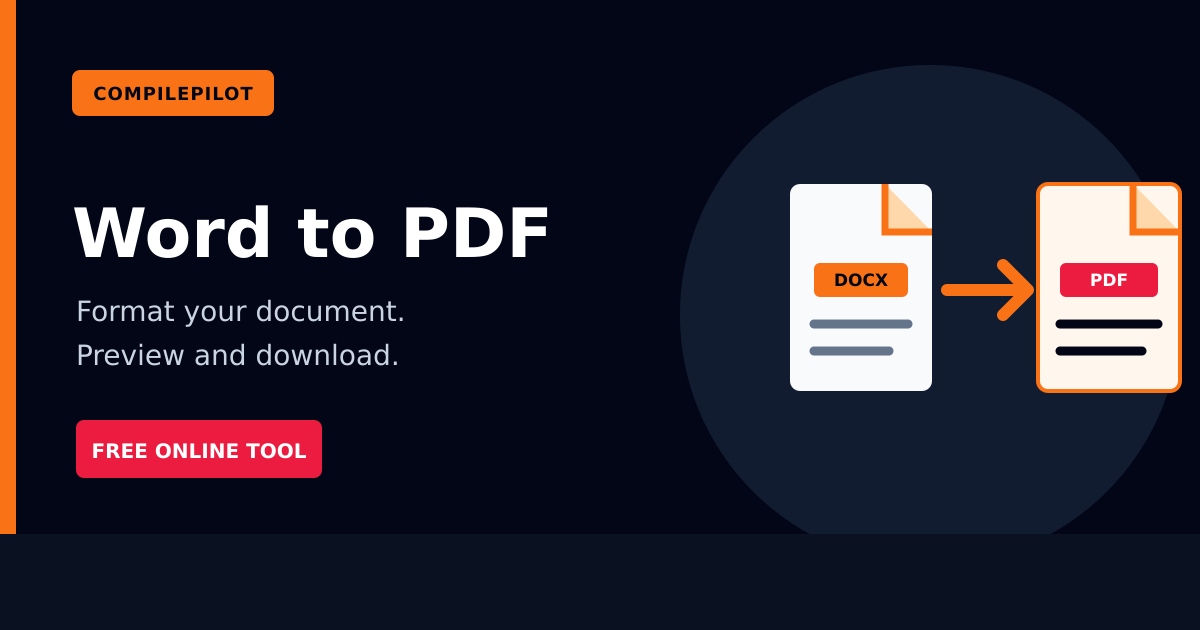 COMPILEPILOT
Word to PDF
Format your document.
Preview and download.
FREE ONLINE TOOL
DOCX
PDF